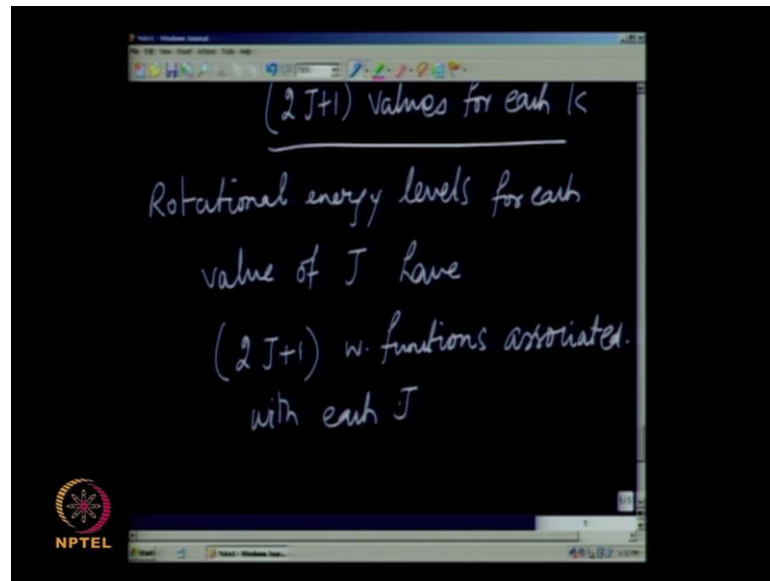 (2J+1) values for each K
Rotational energy levels for each
value of J have
(2J+1) w. functions associated.
with each J
NPTEL